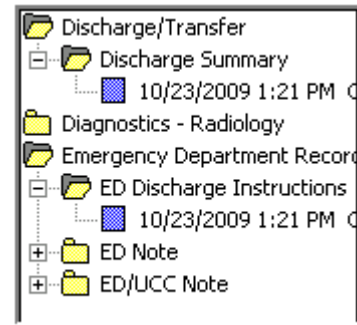 Discharge/Transfer
Discharge Summary
10/23/2009 1:21 PM
Diagnostics - Radiology
Emergency Department Recor
ED Discharge Instructions
10/23/2009 1:21 PM
ED Note
ED/UCC Note